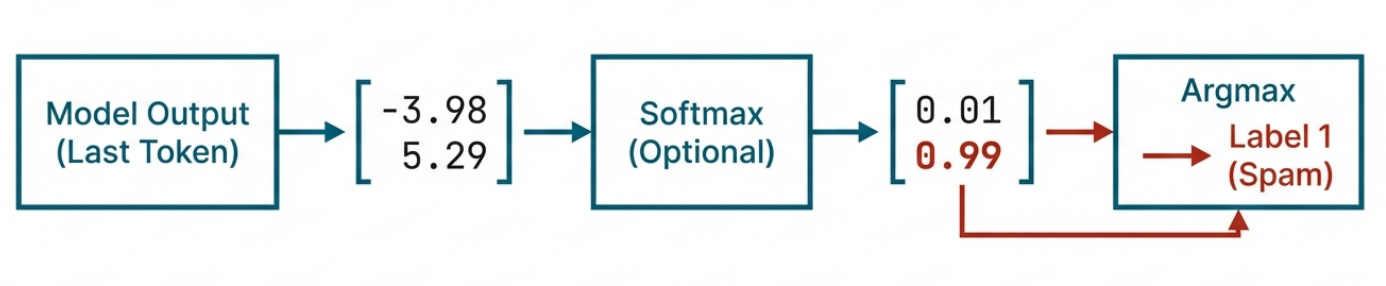 Model Output
(Last Token)
-3.98
5.29
Softmax
(Optional)
0.01
0.99
Argmax
Label 1
(Spam)